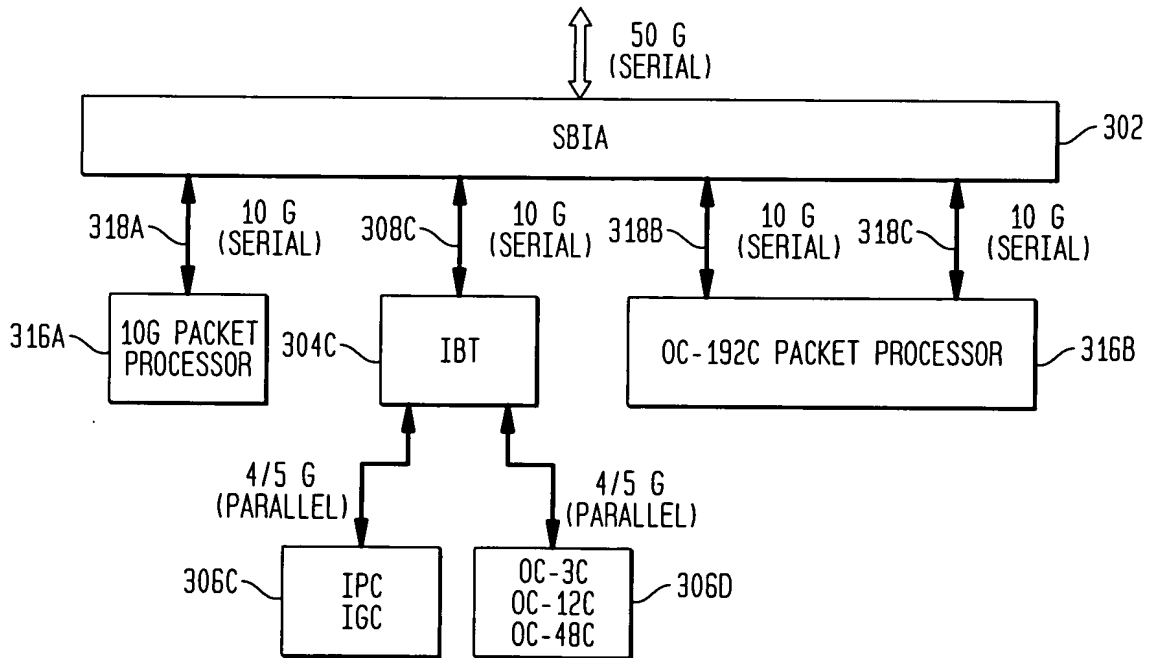 50 G
(SERIAL)
SBIA
302
318A
10 G
(SERIAL)
308C
10 G
(SERIAL)
318B
10 G
(SERIAL)
318C
10 G
(SERIAL)
316A
10G PACKET
PROCESSOR
304C
IBT
OC-192C PACKET PROCESSOR
316B
4/5 G
(PARALLEL)
4/5 G
(PARALLEL)
306C
IPC
IGC
OC-3C
OC-12C
OC-48C
306D